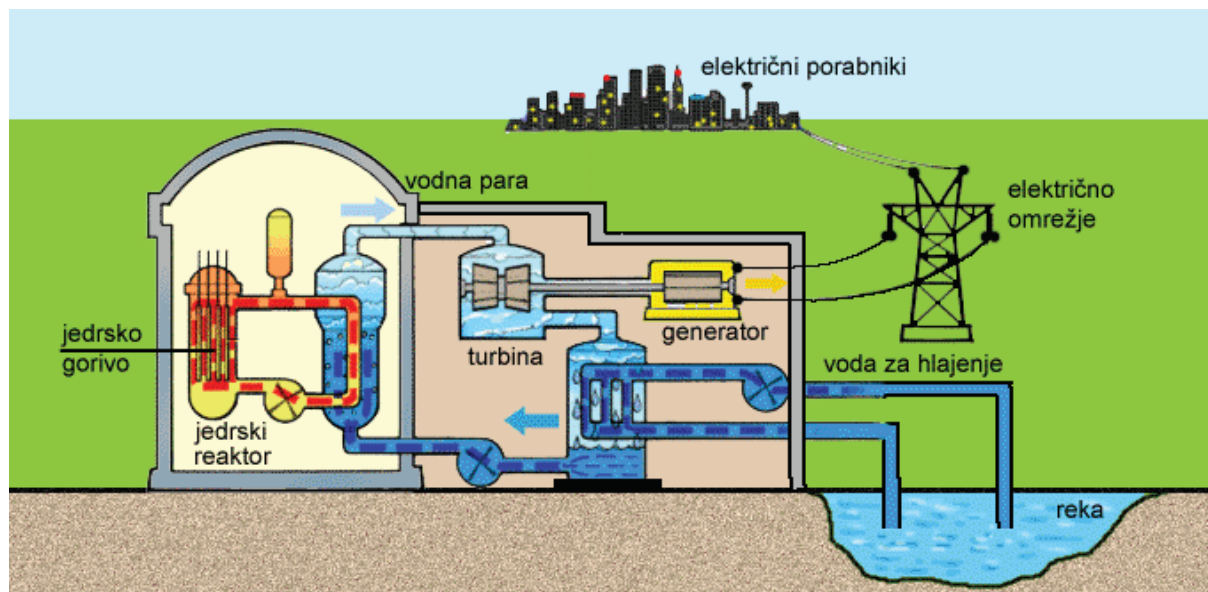 električni porabniki
vodna para
električno
omrežje
jedrsko
gorivo
turbina
generator
voda za hlajenje
jedrski
reaktor
reka